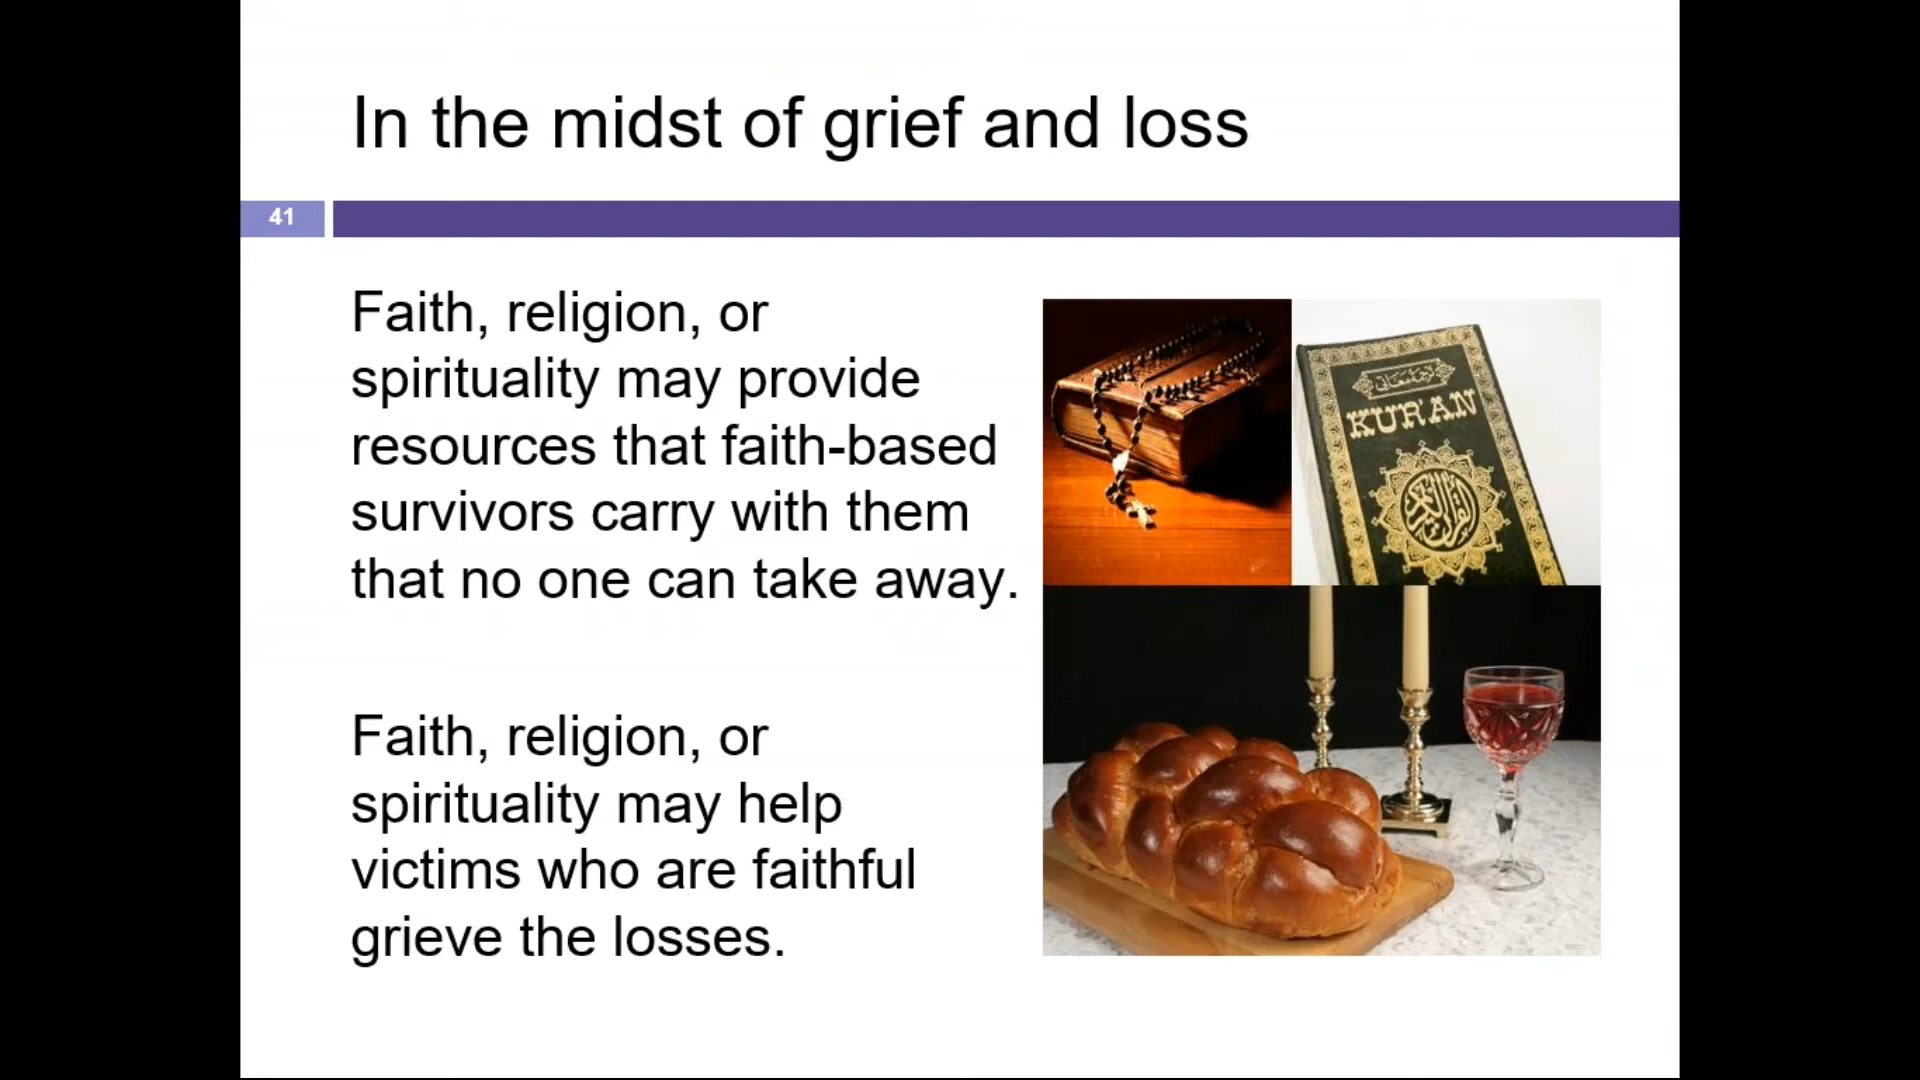 In the midst of grief and loss
41
Faith, religion, or
spirituality may provide
resources that faith-based
survivors carry with them
that no one can take away.
Faith, religion, or
spirituality may help
victims who are faithful
grieve the losses.
KUR'AN